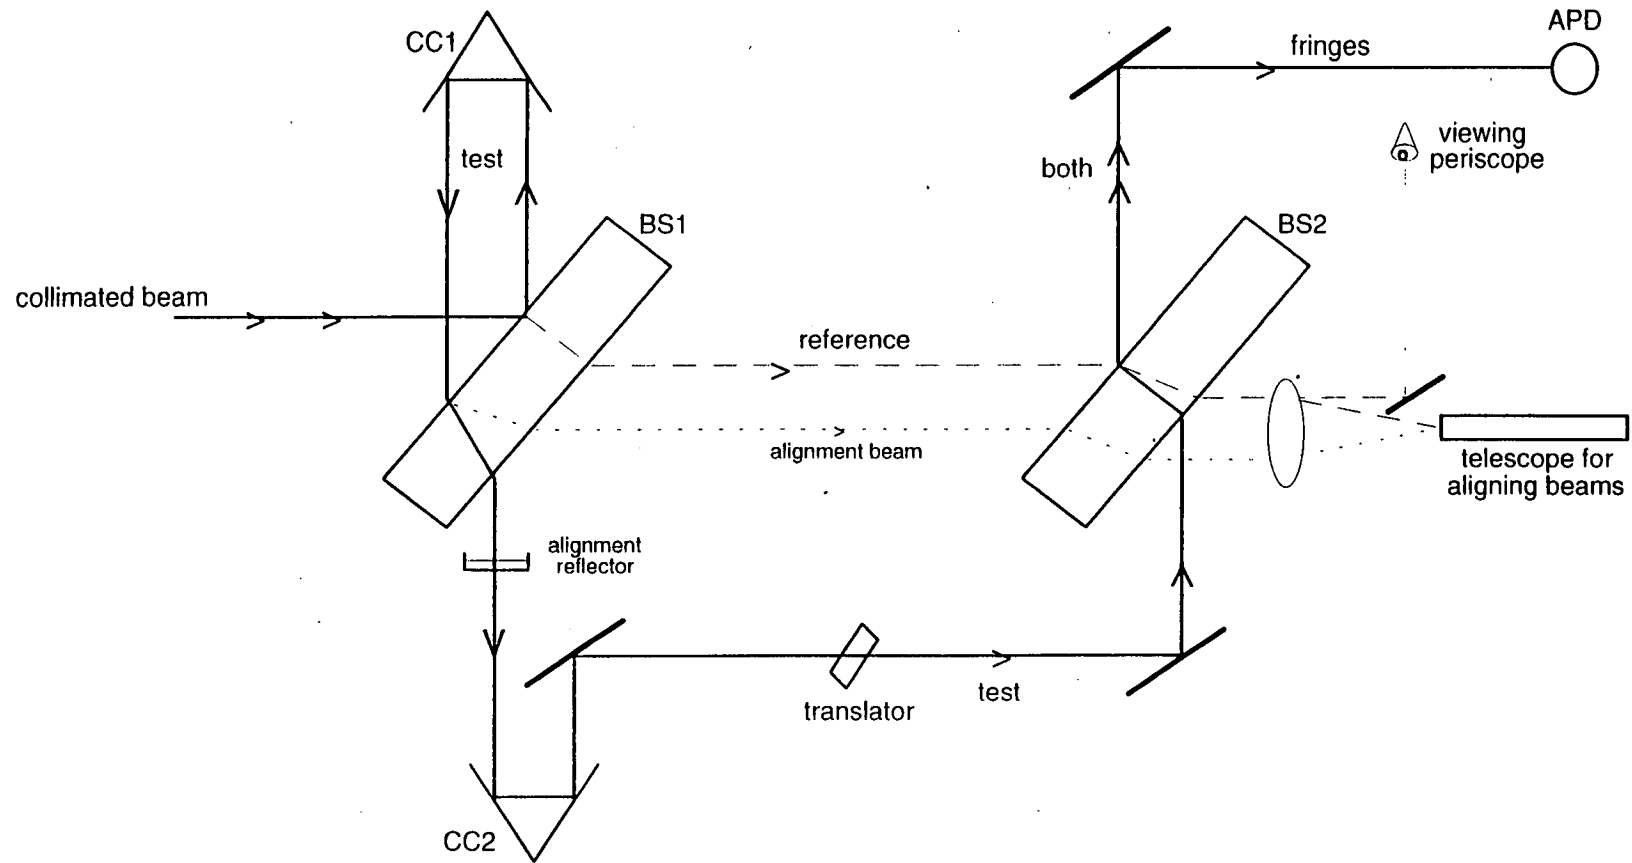 APD
CC1
fringes
viewing
periscope
test
both
BS1
BS2
collimated beam
reference
alignment beam
telescope for
aligning beams
alignment
reflector
translator
test
CC2